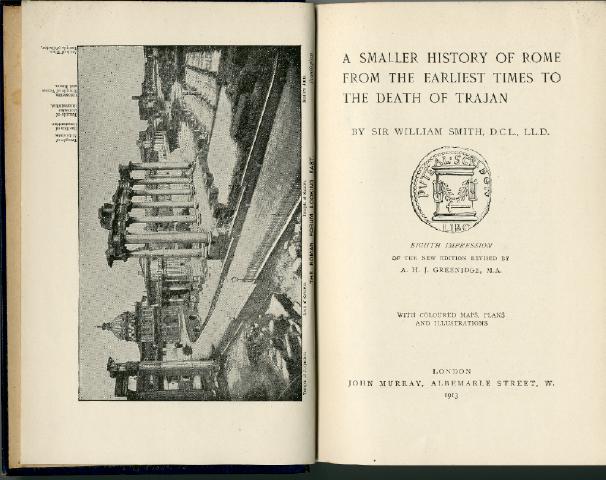 THE ROMAN FORUM LOOKING EAST.
A SMALLER HISTORY OF ROME
FROM THE EARLIEST TIMES TO
THE DEATH OF TRAJAN
BY SIR WILLIAM SMITH, D.C.L., LL.D.
PVTEAL·SCRIBON
LIBO
EIGHTH IMPRESSION
OF THE NEW EDITION REVISED BY
A. H. J. GREENIDGE, M.A.
WITH COLOURED MAPS, PLANS
AND ILLUSTRATIONS
LONDON
JOHN MURRAY, ALBEMARLE STREET, W.
1913